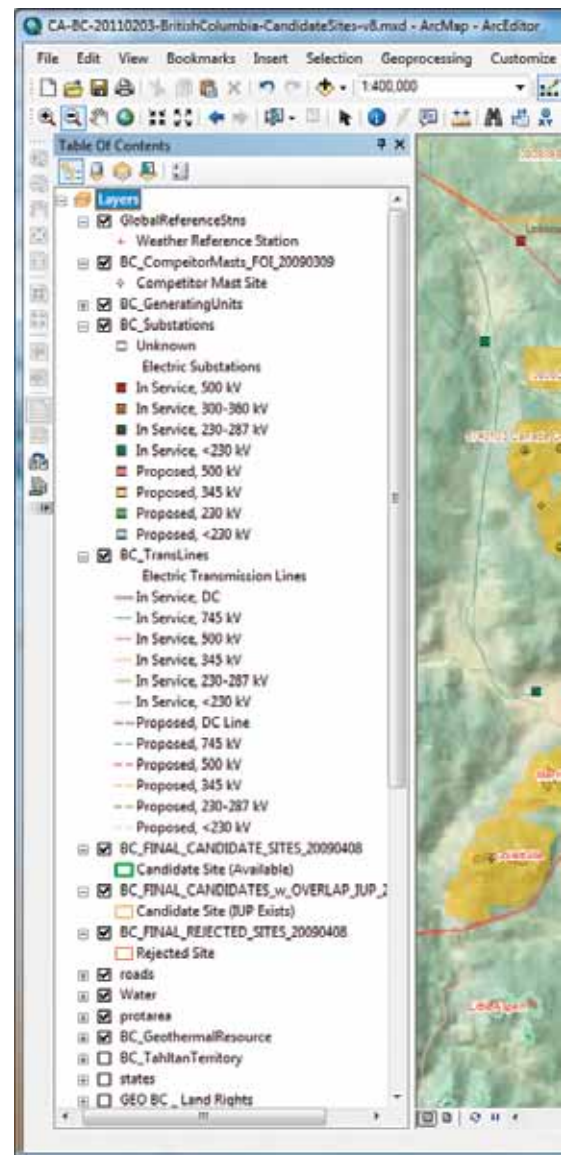 CA-BC-20110203-BritishColumbia-CandidateSites-v8.mxd - ArcMap - ArcEditor
File Edit View Bookmarks Insert Selection Geoprocessing Customize
1:400,000
Table Of Contents
Layers
GlobalReferenceStns
Weather Reference Station
BC_CompeitorMasts_FOI_20090309
Competitor Mast Site
BC_GeneratingUnits
BC_Substations
Unknown
Electric Substations
In Service, 500 kV
In Service, 300-360 kV
In Service, 230-287 kV
In Service, <230 kV
Proposed, 500 kV
Proposed, 345 kV
Proposed, 230 kV
Proposed, <230 kV
BC_TransLines
Electric Transmission Lines
In Service, DC
In Service, 745 kV
In Service, 500 kV
In Service, 345 kV
In Service, 230-287 kV
In Service, <230 kV
Proposed, DC Line
Proposed, 745 kV
Proposed, 500 kV
Proposed, 345 kV
Proposed, 230-287 kV
Proposed, <230 kV
BC_FINAL_CANDIDATE_SITES_20090408
Candidate Site (Available)
BC_FINAL_CANDIDATES_w_OVERLAP_IUP_2
Candidate Site (IUP Exists)
BC_FINAL_REJECTED_SITES_20090408
Rejected Site
roads
Water
protarea
BC_GeothermalResource
BC_TahltanTerritory
states
GEO BC _ Land Rights